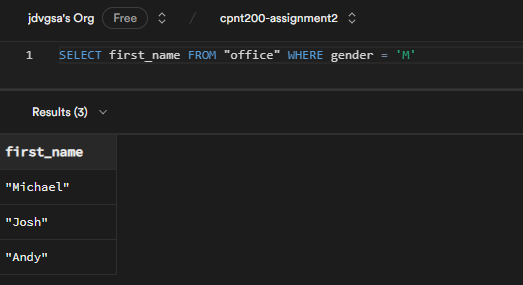 jdvgsa's Org Free / cpnt200-assignment2
1 SELECT first_name FROM "office" WHERE gender = 'M'
Results (3)
first_name
"Michael"
"Josh"
"Andy"